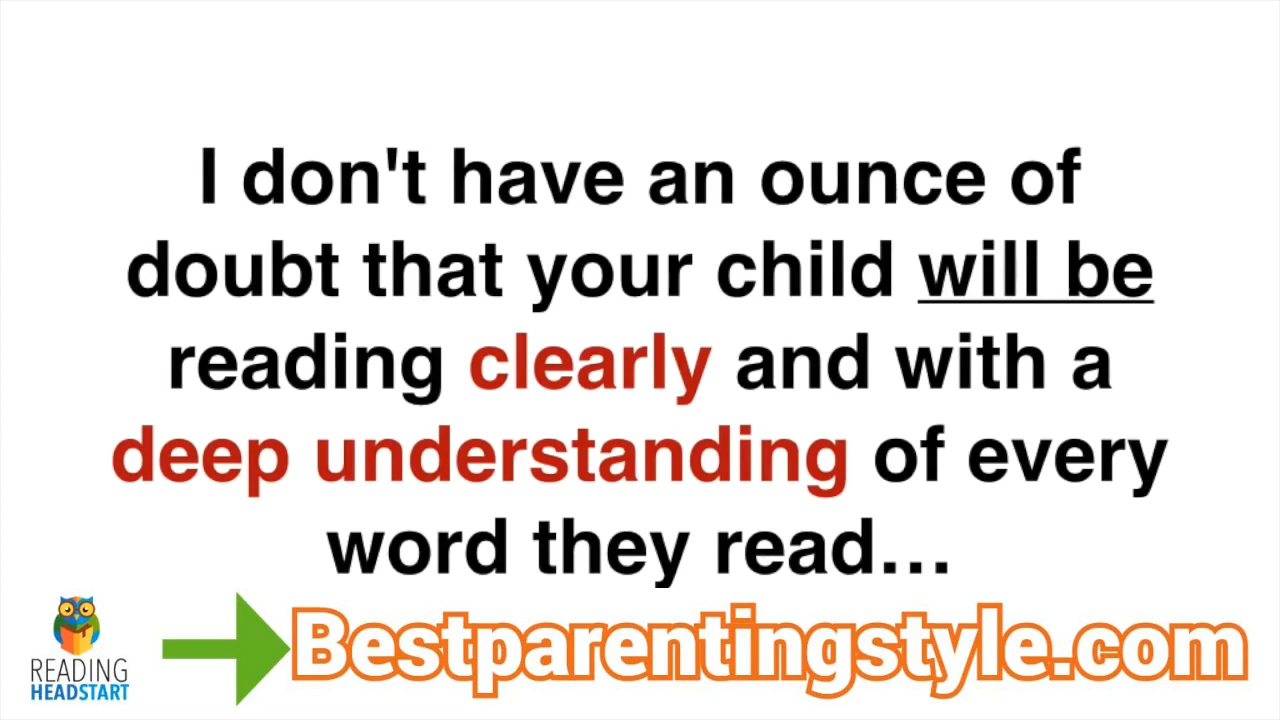 I don't have an ounce of
doubt that your child will be
reading clearly and with a
deep understanding of every
word they read...
READING
HEADSTART
Bestparentingstyle.com